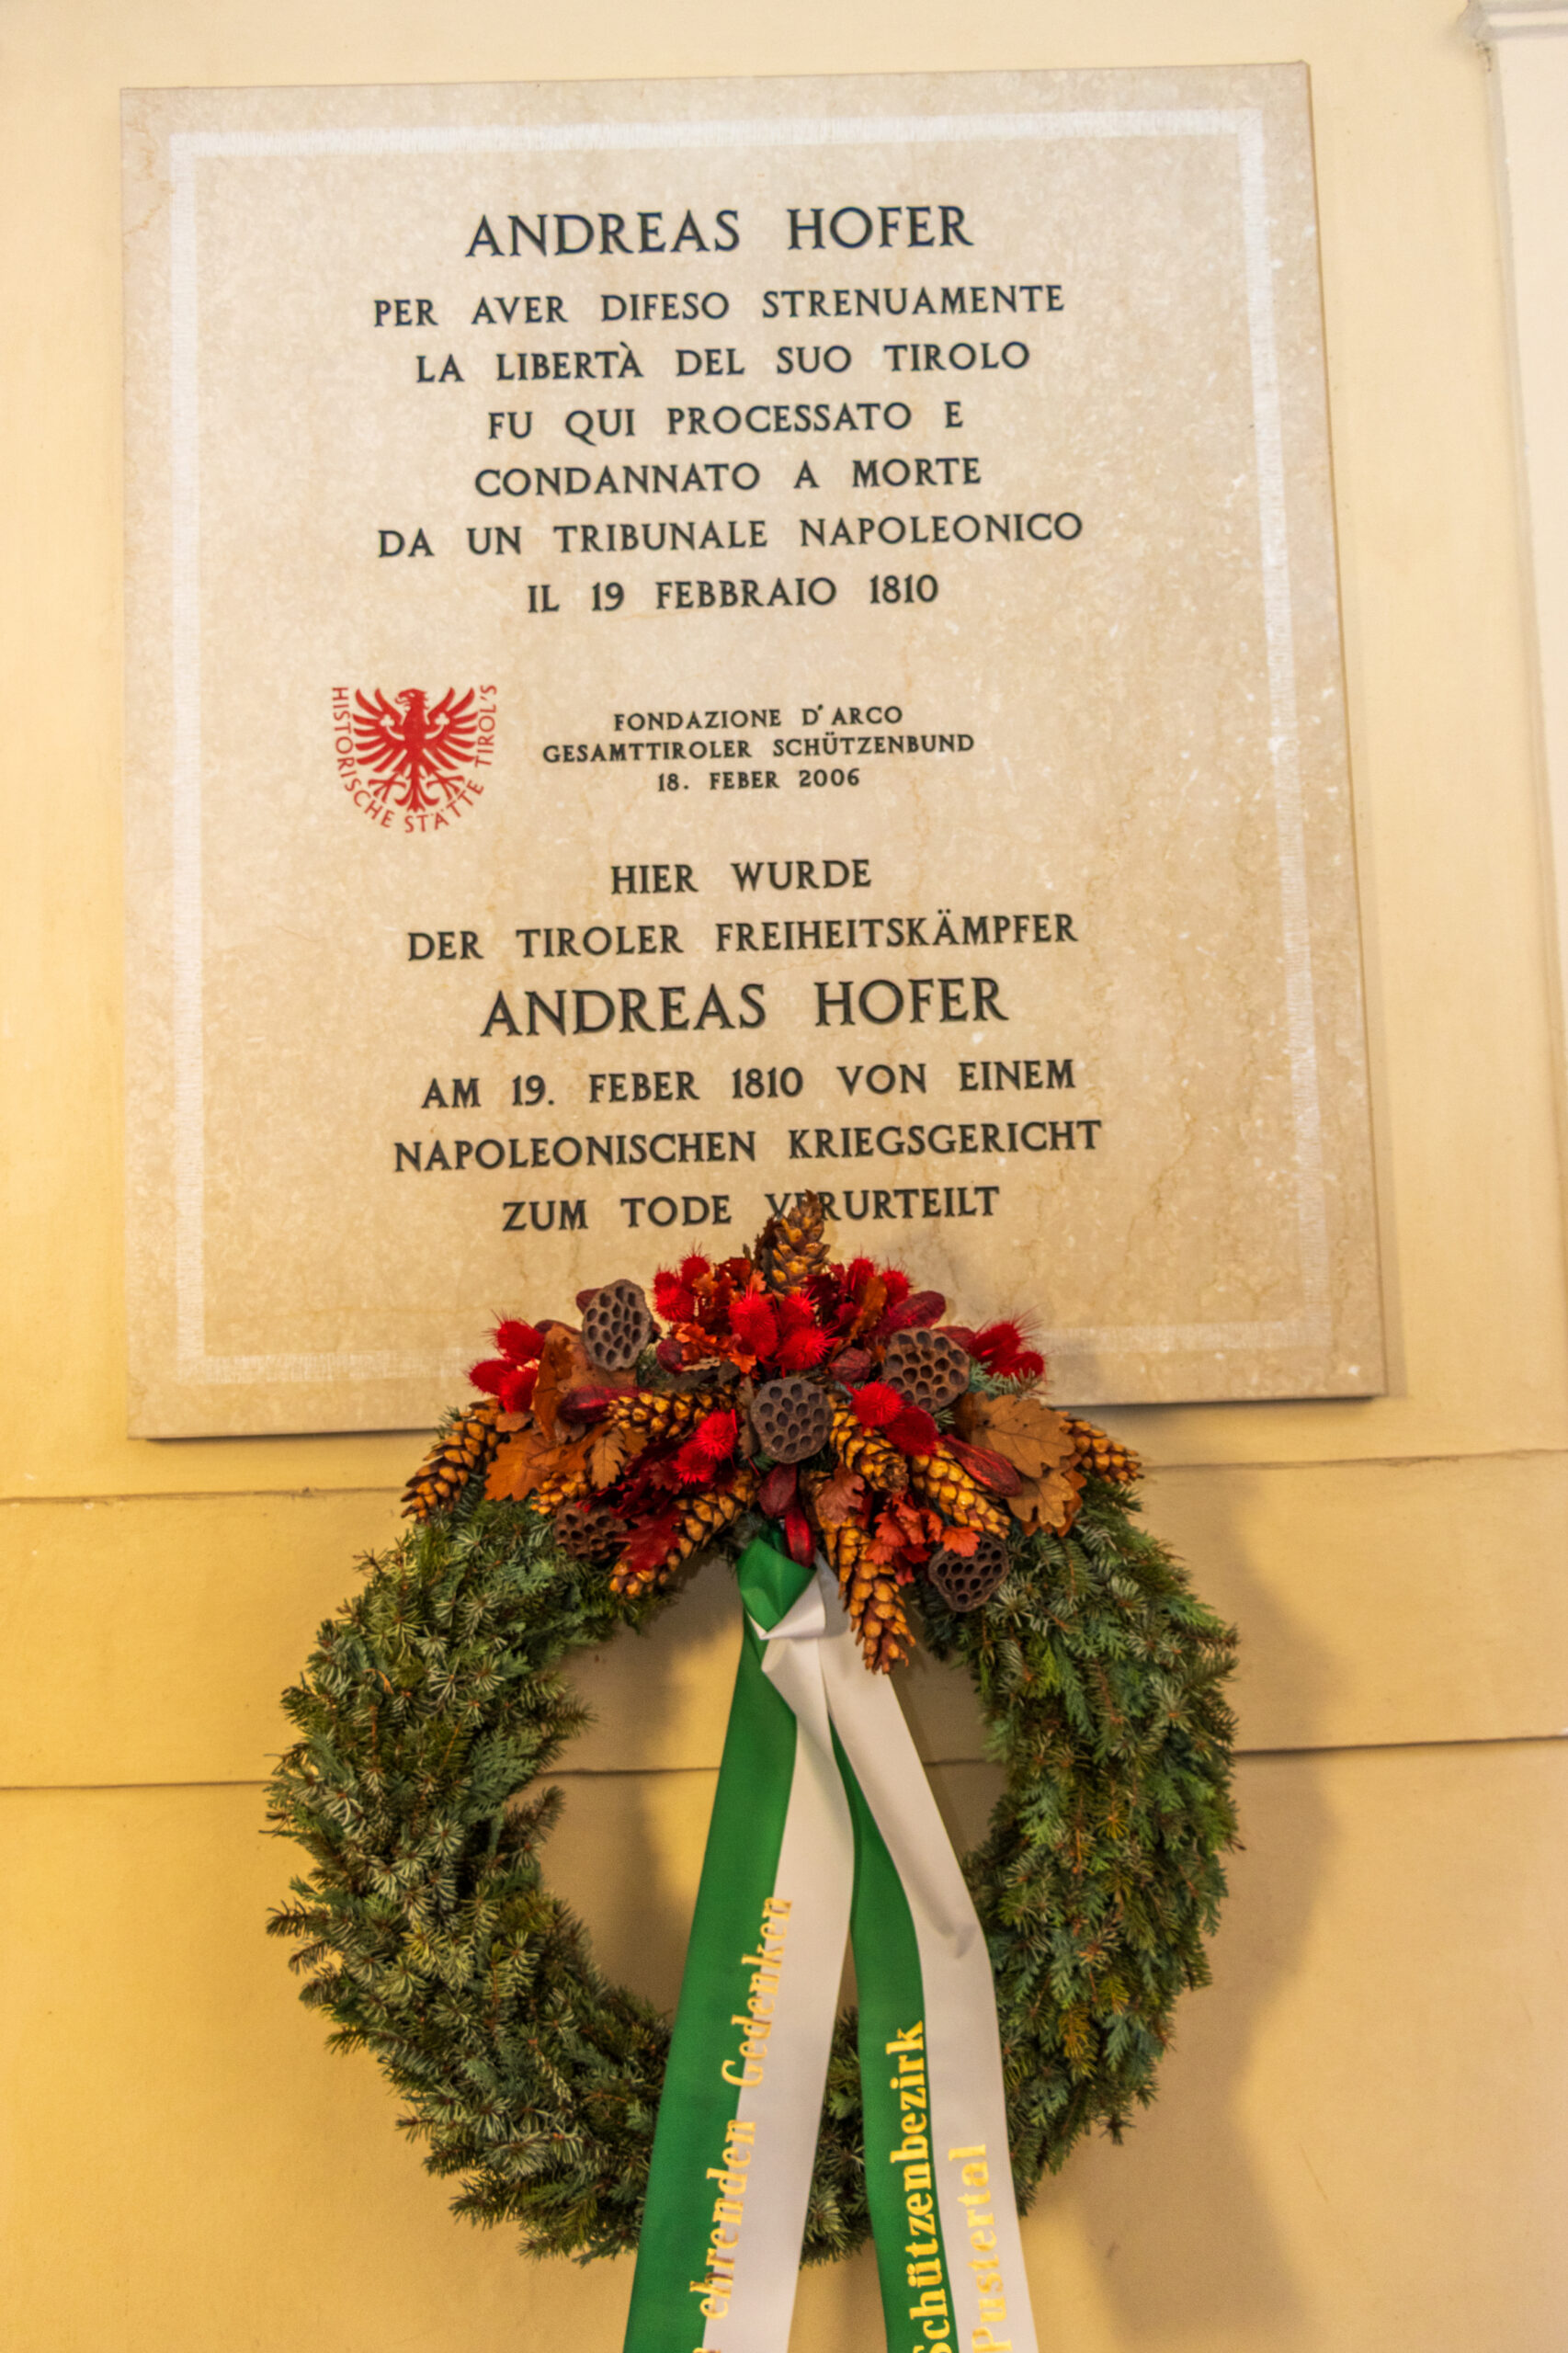 ANDREAS HOFER
PER AVER DIFESO STRENUAMENTE
LA LIBERTÀ DEL SUO TIROLO
FU QUI PROCESSATO E
CONDANNATO A MORTE
DA UN TRIBUNALE NAPOLEONICO
IL 19 FEBBRAIO 1810
HISTORISCHE STÄTTE TIROL'S
FONDAZIONE D'ARCO
GESAMTTIROLER SCHÜTZENBUND
18. FEBER 2006
HIER WURDE
DER TIROLER FREIHEITSKÄMPFER
ANDREAS HOFER
AM 19. FEBER 1810 VON EINEM
NAPOLEONISCHEN KRIEGSGERICHT
ZUM TODE VERURTEILT
ehrenden Gedenken
Schützenbezirk
Pustertal